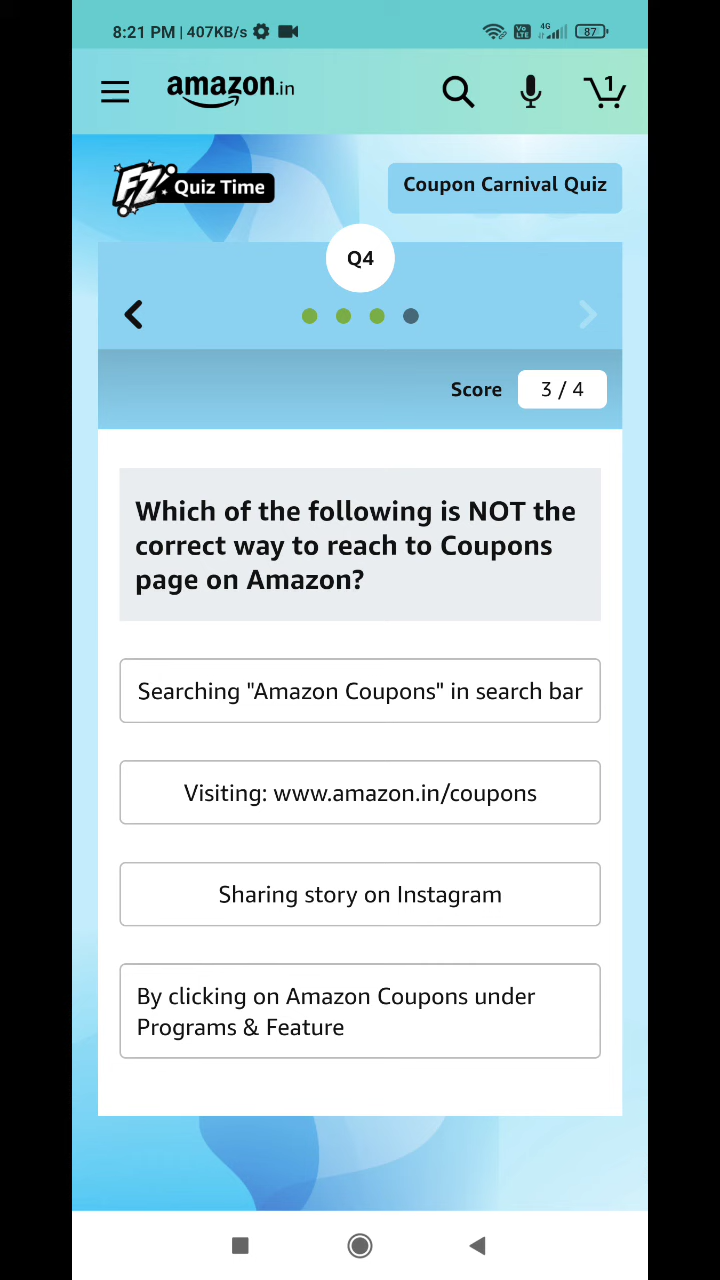 8:21 PM | 407KB/s Vo LTE 4G 87
amazon.in 1
FZ Quiz Time Coupon Carnival Quiz
Q4
Score 3 / 4
Which of the following is NOT the
correct way to reach to Coupons
page on Amazon?
Searching "Amazon Coupons" in search bar
Visiting: www.amazon.in/coupons
Sharing story on Instagram
By clicking on Amazon Coupons under
Programs & Feature